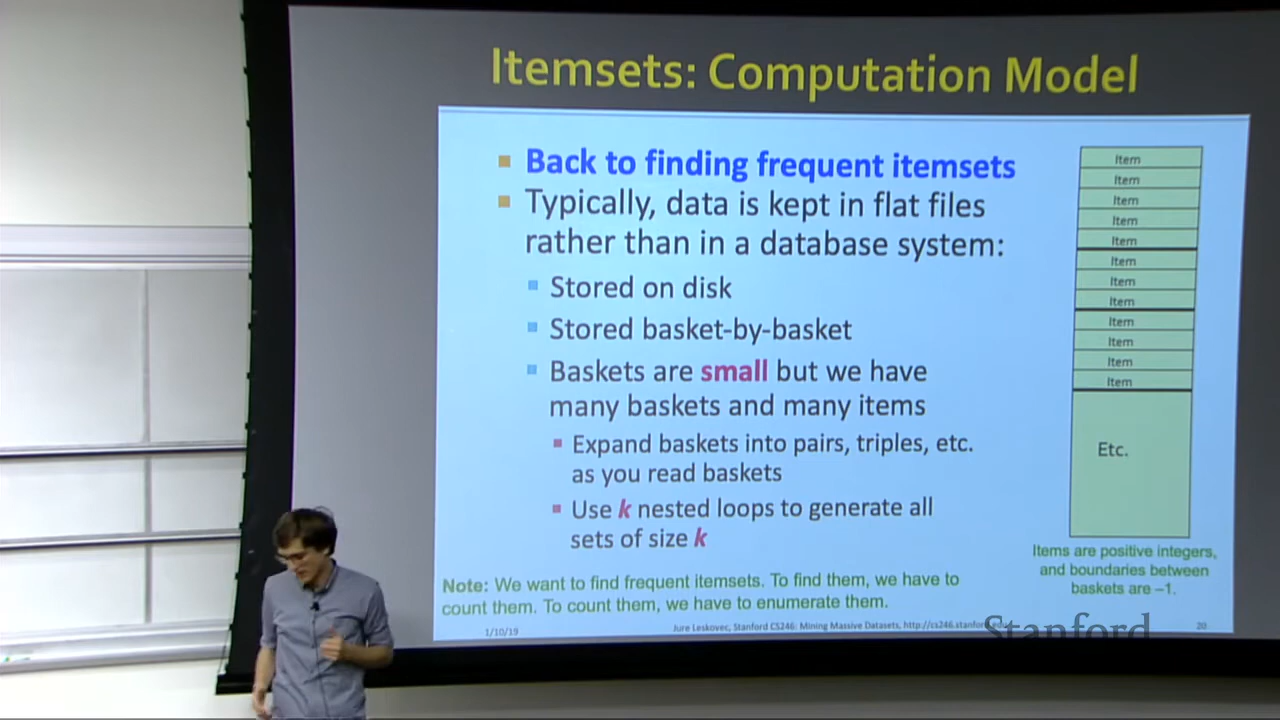 Itemsets: Computation Model
Back to finding frequent itemsets
Typically, data is kept in flat files
rather than in a database system:
Stored on disk
Stored basket-by-basket
Baskets are small but we have
many baskets and many items
Expand baskets into pairs, triples, etc.
as you read baskets
Use k nested loops to generate all
sets of size k
Note: We want to find frequent itemsets. To find them, we have to
count them. To count them, we have to enumerate them.
Item
Item
Item
Item
Item
Item
Item
Item
Item
Item
Item
Item
Etc.
Items are positive integers,
and boundaries between
baskets are –1.
1/10/19
Jure Leskovec, Stanford CS246: Mining Massive Datasets, http://cs246.stanford.edu
20
Stanford